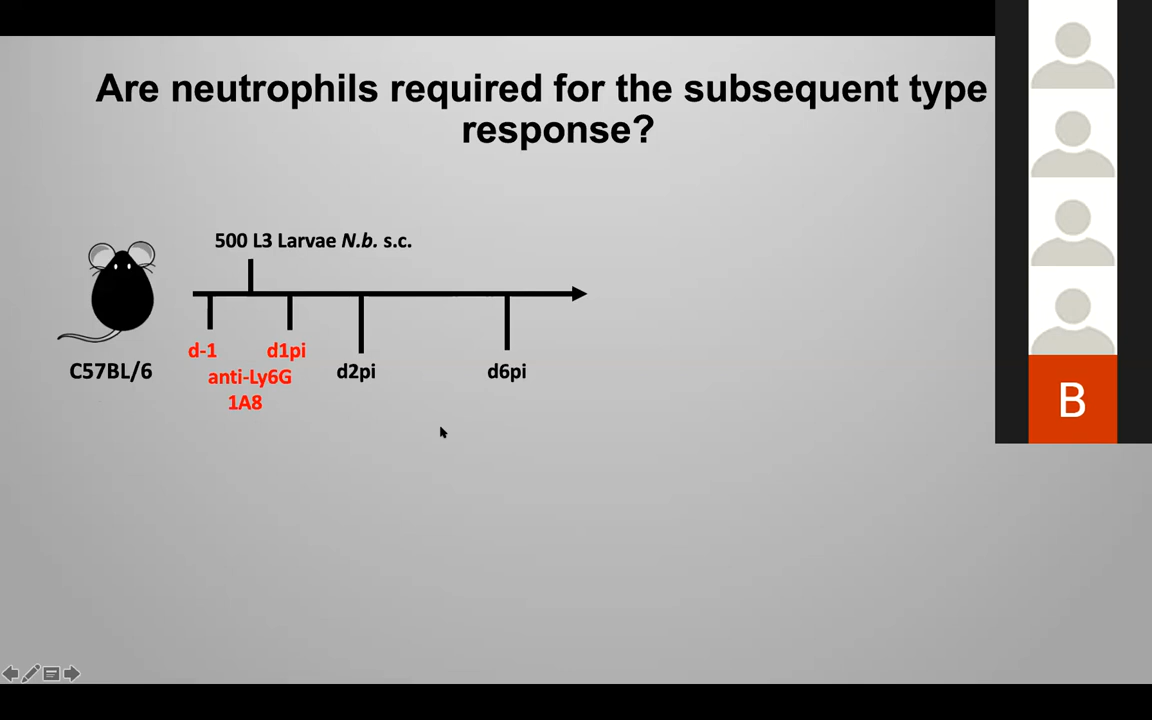 Are neutrophils required for the subsequent type
response?
500 L3 Larvae N.b. s.c.
d-1 d1pi
anti-Ly6G
1A8
d2pi
d6pi
C57BL/6
B